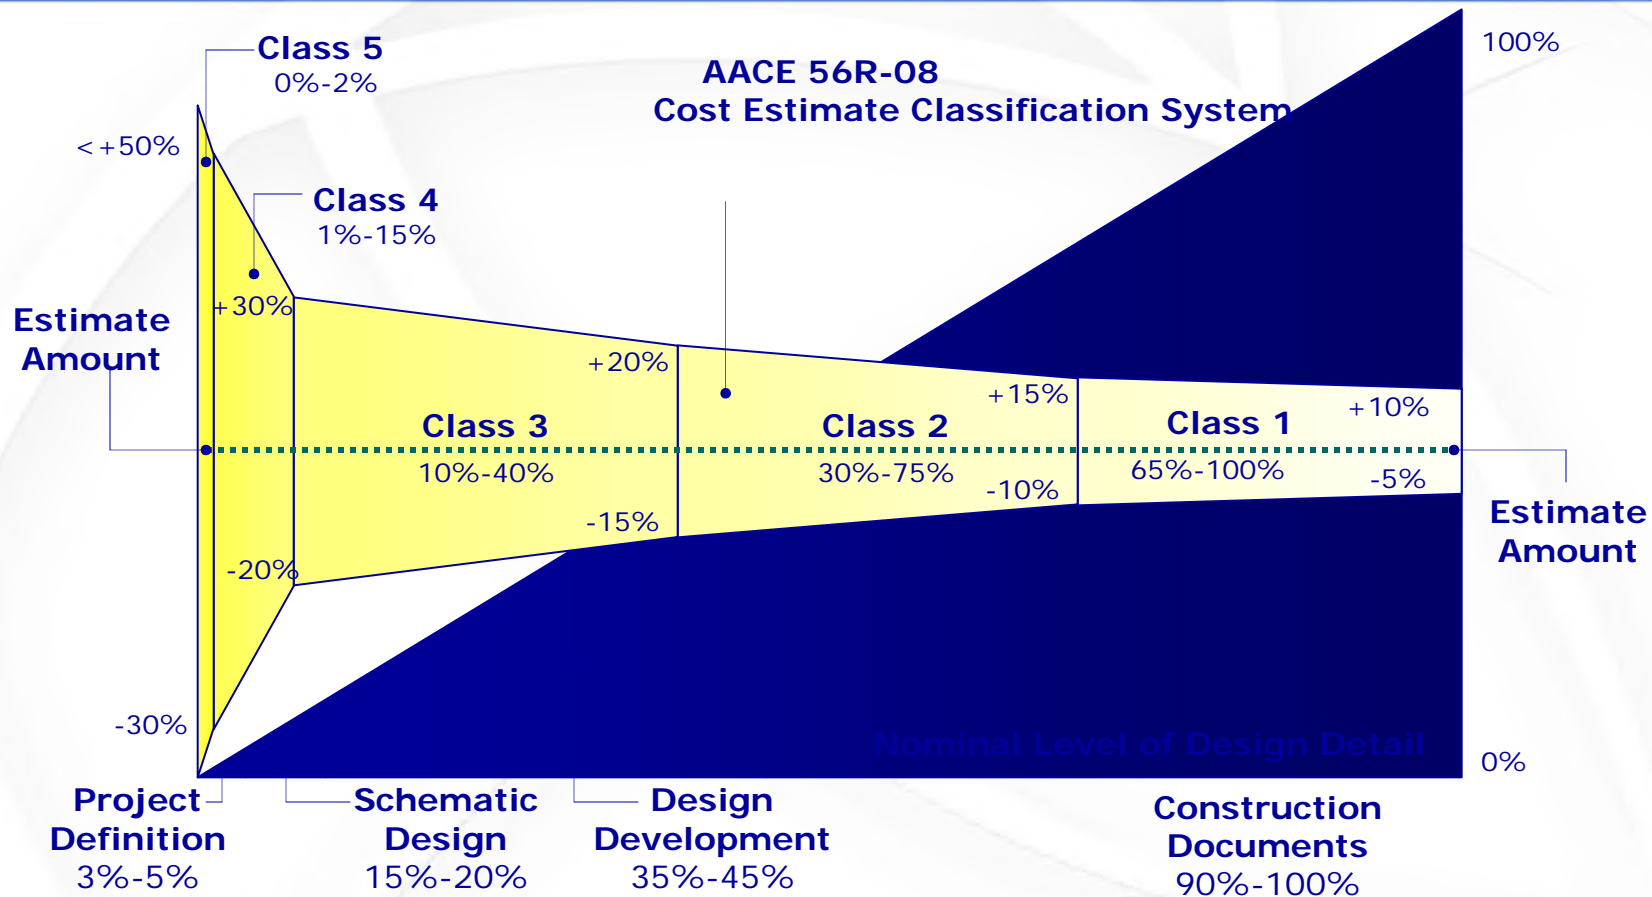 Class 5
0%-2%
AACE 56R-08
Cost Estimate Classification System
100%
<+50%
Class 4
1%-15%
+30%
Estimate
Amount
+20%
+15%
+10%
Class 3
10%-40%
Class 2
30%-75%
Class 1
65%-100%
-5%
-10%
-15%
-20%
Estimate
Amount
-30%
Nominal Level of Design Detail
0%
Project
Definition
3%-5%
Schematic
Design
15%-20%
Design
Development
35%-45%
Construction
Documents
90%-100%